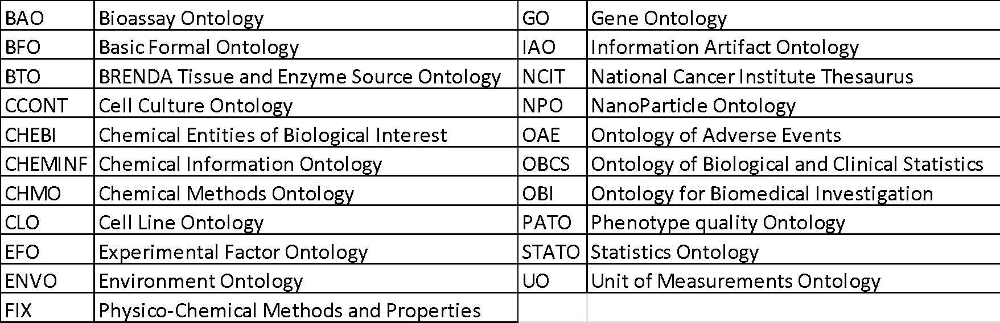 BAO Bioassay Ontology GO Gene Ontology
BFO Basic Formal Ontology IAO Information Artifact Ontology
BTO BRENDA Tissue and Enzyme Source Ontology NCIT National Cancer Institute Thesaurus
CCONT Cell Culture Ontology NPO NanoParticle Ontology
CHEBI Chemical Entities of Biological Interest OAE Ontology of Adverse Events
CHEMINF Chemical Information Ontology OBCS Ontology of Biological and Clinical Statistics
CHMO Chemical Methods Ontology OBI Ontology for Biomedical Investigation
CLO Cell Line Ontology PATO Phenotype quality Ontology
EFO Experimental Factor Ontology STATO Statistics Ontology
ENVO Environment Ontology UO Unit of Measurements Ontology
FIX Physico-Chemical Methods and Properties